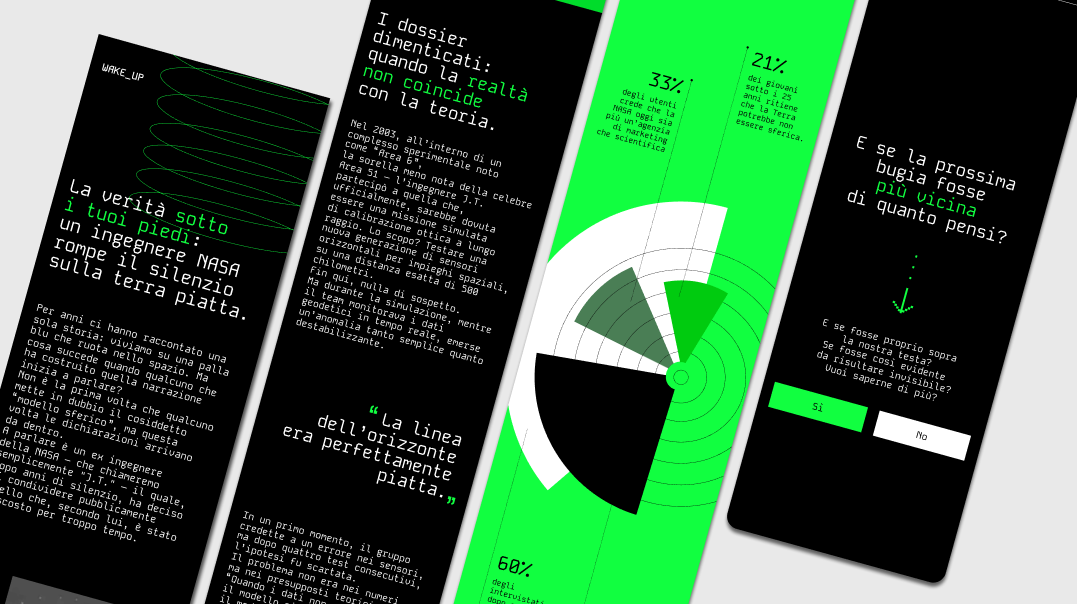 WAKE_UP
La verità sotto
i tuoi piedi:
un ingegnere NASA
rompe il silenzio
sulla terra piatta.
Per anni ci hanno raccontato una
sola storia: viviamo su una palla
blu che ruota nello spazio. Ma
cosa succede quando qualcuno che
ha costruito quella narrazione
inizia a parlare?
Non è la prima volta che qualcuno
mette in dubbio il cosiddetto
“modello sferico”, ma questa
volta le dichiarazioni arrivano
da dentro.
A parlare è un ex ingegnere
della NASA — che chiameremo
semplicemente “J.T.” — il quale,
dopo anni di silenzio, ha deciso
condividere pubblicamente
ello che, secondo lui, è stato
scosto per troppo tempo.
I dossier
dimenticati:
quando la realtà
non coincide
con la teoria.
Nel 2003, all’interno di un
complesso sperimentale noto
come “Area 6”,
la sorella meno nota della celebre
Area 51 — l’ingegnere J.T.
partecipò a quella che,
ufficialmente, sarebbe dovuta
essere una missione simulata
di calibrazione ottica a lungo
raggio. Lo scopo? Testare una
nuova generazione di sensori
orizzontali per impieghi spaziali,
su una distanza esatta di 500
chilometri.
Fin qui, nulla di sospetto.
Ma durante la simulazione, mentre
il team monitorava i dati
geodetici in tempo reale, emerse
un’anomalia tanto semplice quanto
destabilizzante.
“La linea
dell’orizzonte
era perfettamente
piatta.”
In un primo momento, il gruppo
credette a un errore nei sensori,
ma dopo quattro test consecutivi,
l’ipotesi fu scartata.
Il problema non era nei numeri
ma nei presupposti teorici
“Quando i dati non
il modello
il mo
33%
degli utenti
crede che la
NASA oggi sia
più un’agenzia
di marketing
che scientifica
21%
dei giovani
sotto i 25
anni ritiene
che la Terra
potrebbe non
essere sferica.
60%
degli
intervistati
dopo
E se la prossima
bugia fosse
più vicina
di quanto pensi?
E se fosse proprio sopra
la nostra testa?
Se fosse così evidente
da risultare invisibile?
Vuoi saperne di più?
Sì
No